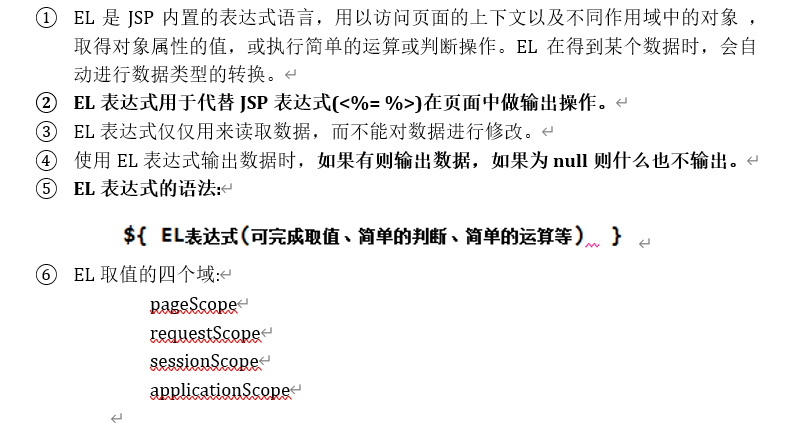 ① EL 是 JSP 内置的表达式语言，用以访问页面的上下文以及不同作用域中的对象 ，
取得对象属性的值，或执行简单的运算或判断操作。EL 在得到某个数据时，会自
动进行数据类型的转换。
② EL 表达式用于代替 JSP 表达式(<%= %>)在页面中做输出操作。
③ EL 表达式仅仅用来读取数据，而不能对数据进行修改。
④ 使用 EL 表达式输出数据时，如果有则输出数据，如果为 null 则什么也不输出。
⑤ EL 表达式的语法:
${ EL表达式(可完成取值、简单的判断、简单的运算等) }
⑥ EL 取值的四个域:
pageScope
requestScope
sessionScope
applicationScope